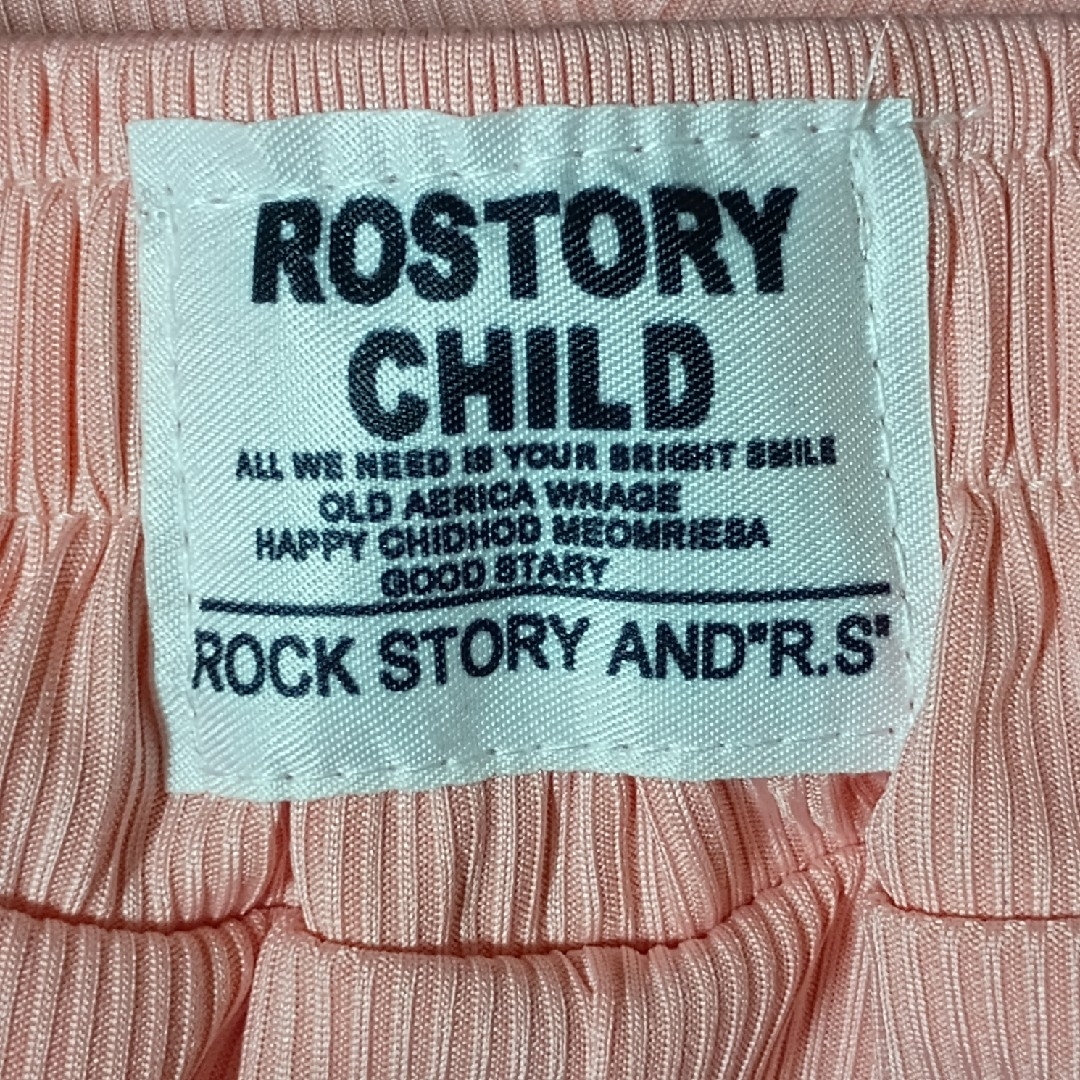 ROSTORY
CHILD
ALL WE NEED IS YOUR BRIGHT SMILE
OLD AERICA WNAGE
HAPPY CHIDHOD MEOMRIESA
GOOD STARY
ROCK STORY AND"R.S"